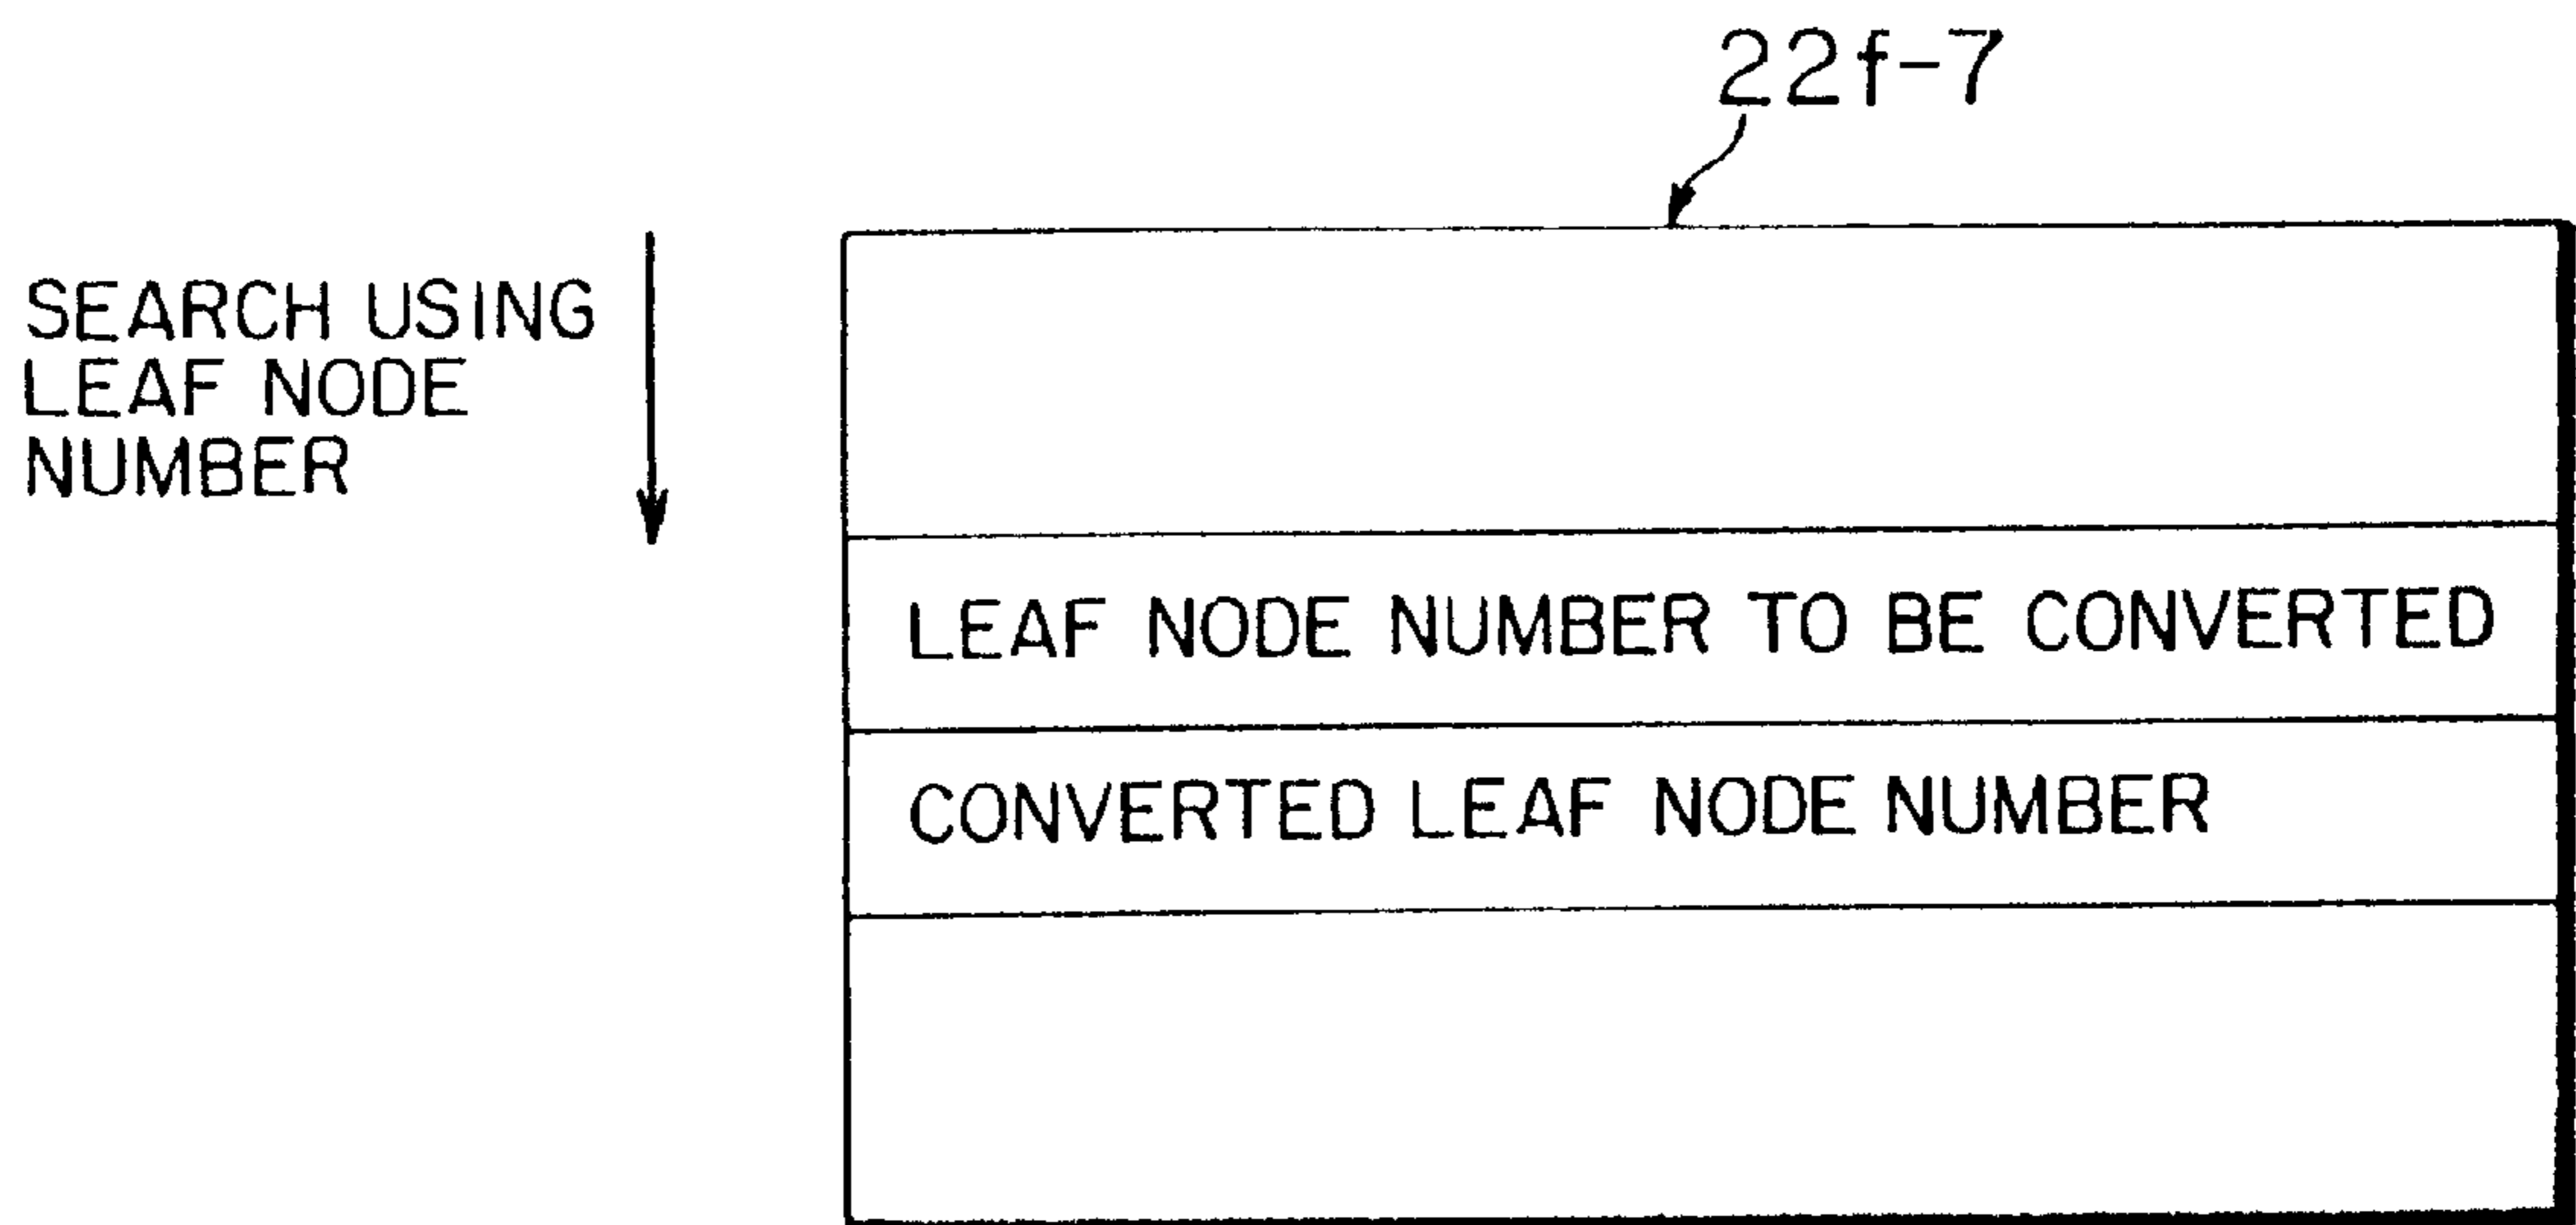 22f-7
SEARCH USING
LEAF NODE
NUMBER
LEAF NODE NUMBER TO BE CONVERTED
CONVERTED LEAF NODE NUMBER